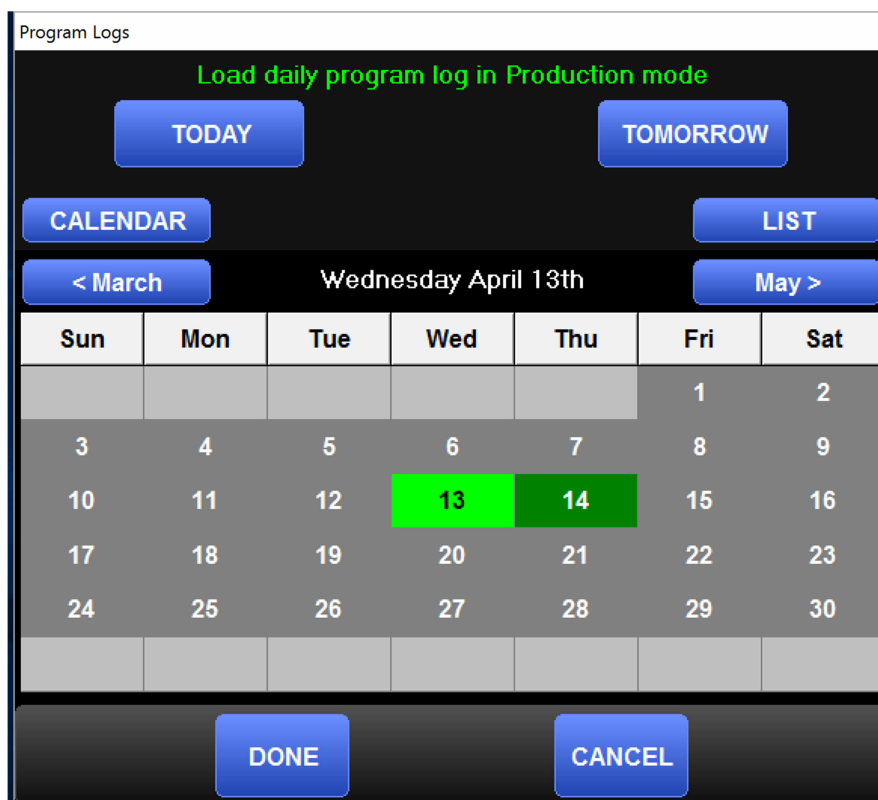 Program Logs
Load daily program log in Production mode
TODAY TOMORROW
CALENDAR LIST
< March Wednesday April 13th May >
Sun Mon Tue Wed Thu Fri Sat
1 2
3 4 5 6 7 8 9
10 11 12 13 14 15 16
17 18 19 20 21 22 23
24 25 26 27 28 29 30
DONE CANCEL